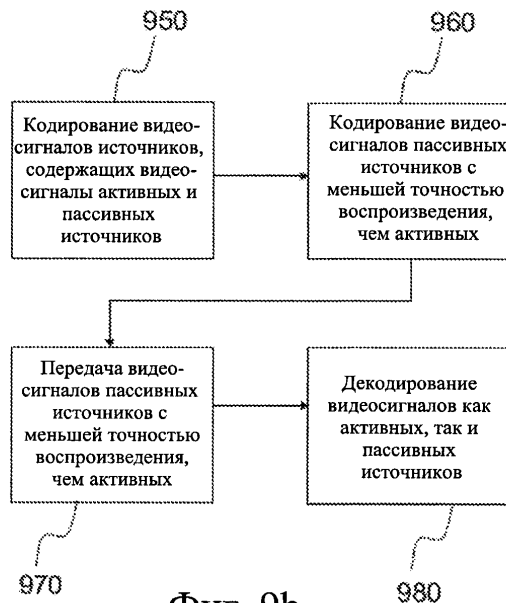 950
960
Кодирование видео-
сигналов источников,
содержащих видео-
сигналы активных и
пассивных
источников
Кодирование видео-
сигналов пассивных
источников с
меньшей точностью
воспроизведения,
чем активных
Передача видео-
сигналов пассивных
источников с
меньшей точностью
воспроизведения,
чем активных
Декодирование
видеосигналов как
активных, так и
пассивных
источников
970
980
Фиг. 9b